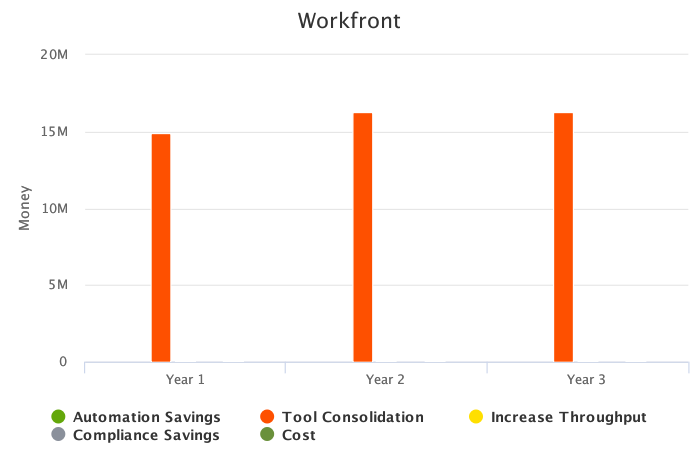 Workfront
20M
15M
10M
5M
0
Money
Year 1
Year 2
Year 3
Automation Savings
Tool Consolidation
Increase Throughput
Compliance Savings
Cost